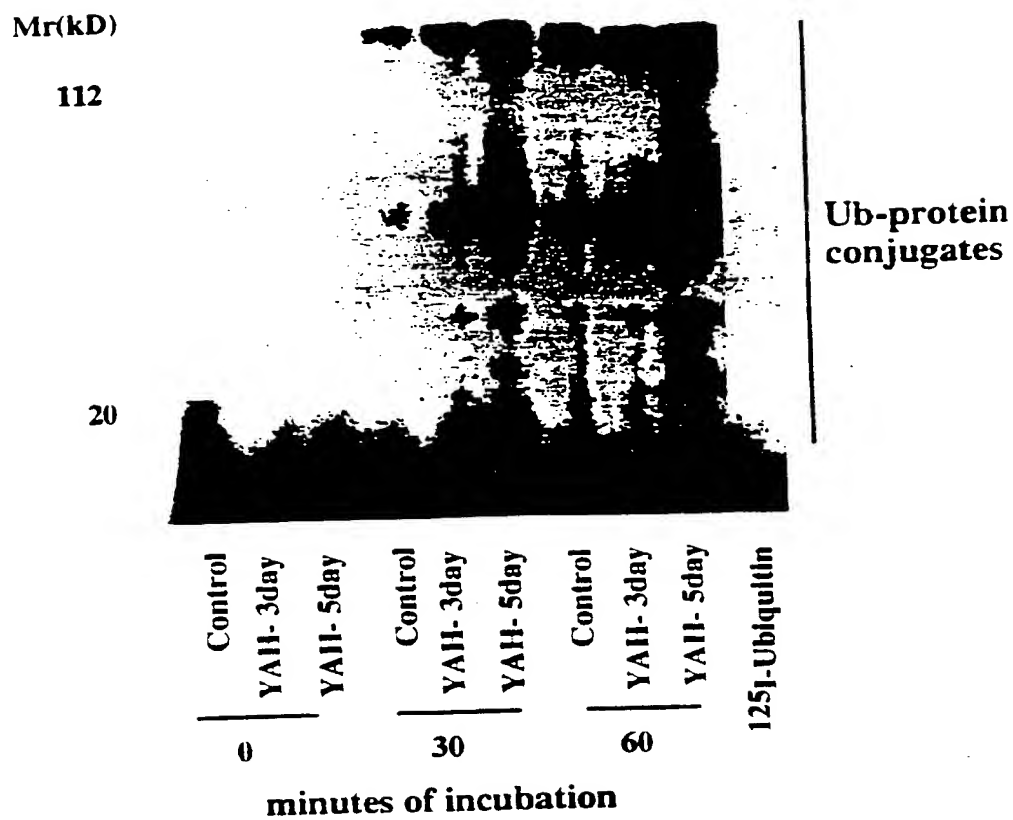 Mr(kD)
112
20
Ub-protein
conjugates
Control
YAH- 3day
YAH- 5day
Control
YAH- 3day
YAH- 5day
Control
YAH- 3day
YAH- 5day
125I-Ubiquitin
0
30
60
minutes of incubation